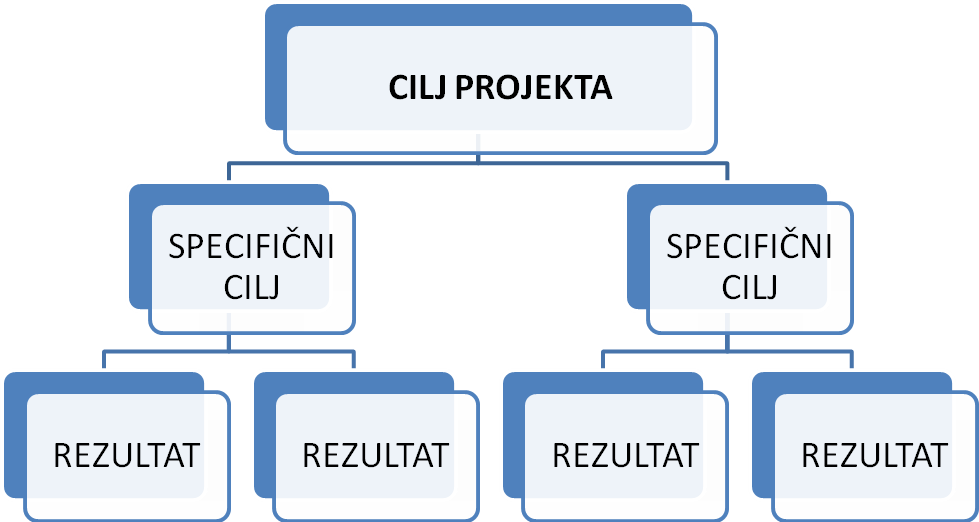 CILJ PROJEKTA
SPECIFIČNI
CILJ
SPECIFIČNI
CILJ
REZULTAT
REZULTAT
REZULTAT
REZULTAT